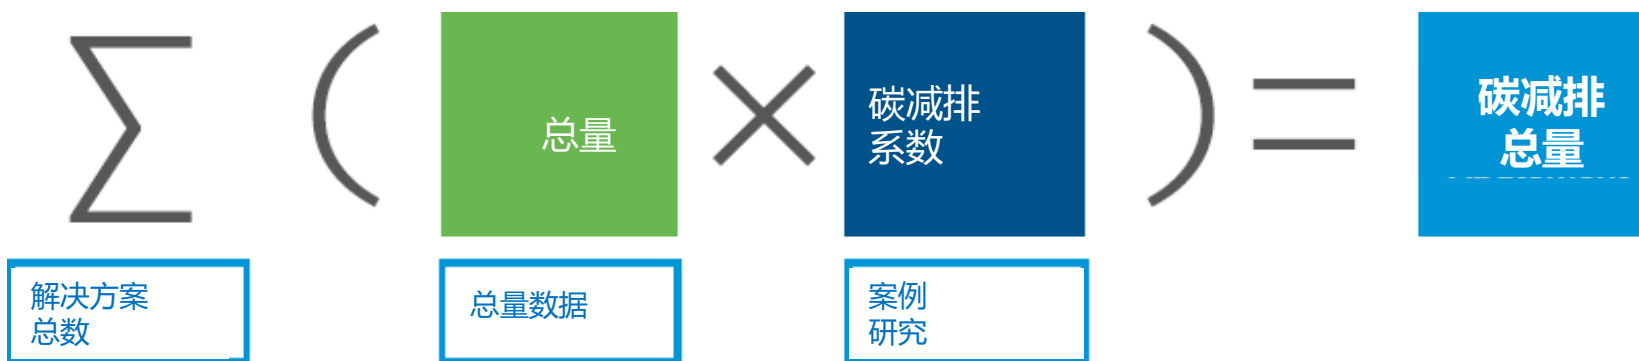 ∑ ( 总量 × 碳减排
系数 ) = 碳减排
总量
解决方案
总数
总量数据
案例
研究